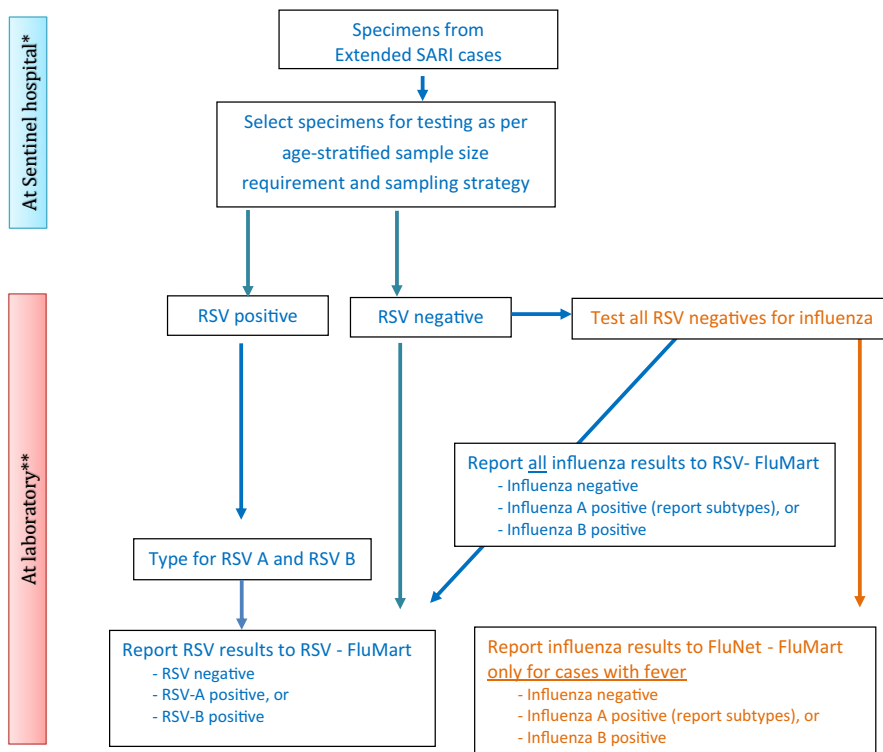 At Sentinel hospital*
Specimens from
Extended SARI cases
Select specimens for testing as per
age-stratified sample size
requirement and sampling strategy
At laboratory**
RSV positive
RSV negative
Test all RSV negatives for influenza
Report all influenza results to RSV- FluMart
- Influenza negative
- Influenza A positive (report subtypes), or
- Influenza B positive
Type for RSV A and RSV B
Report RSV results to RSV - FluMart
- RSV negative
- RSV-A positive, or
- RSV-B positive
Report influenza results to FluNet - FluMart
only for cases with fever
- Influenza negative
- Influenza A positive (report subtypes), or
- Influenza B positive